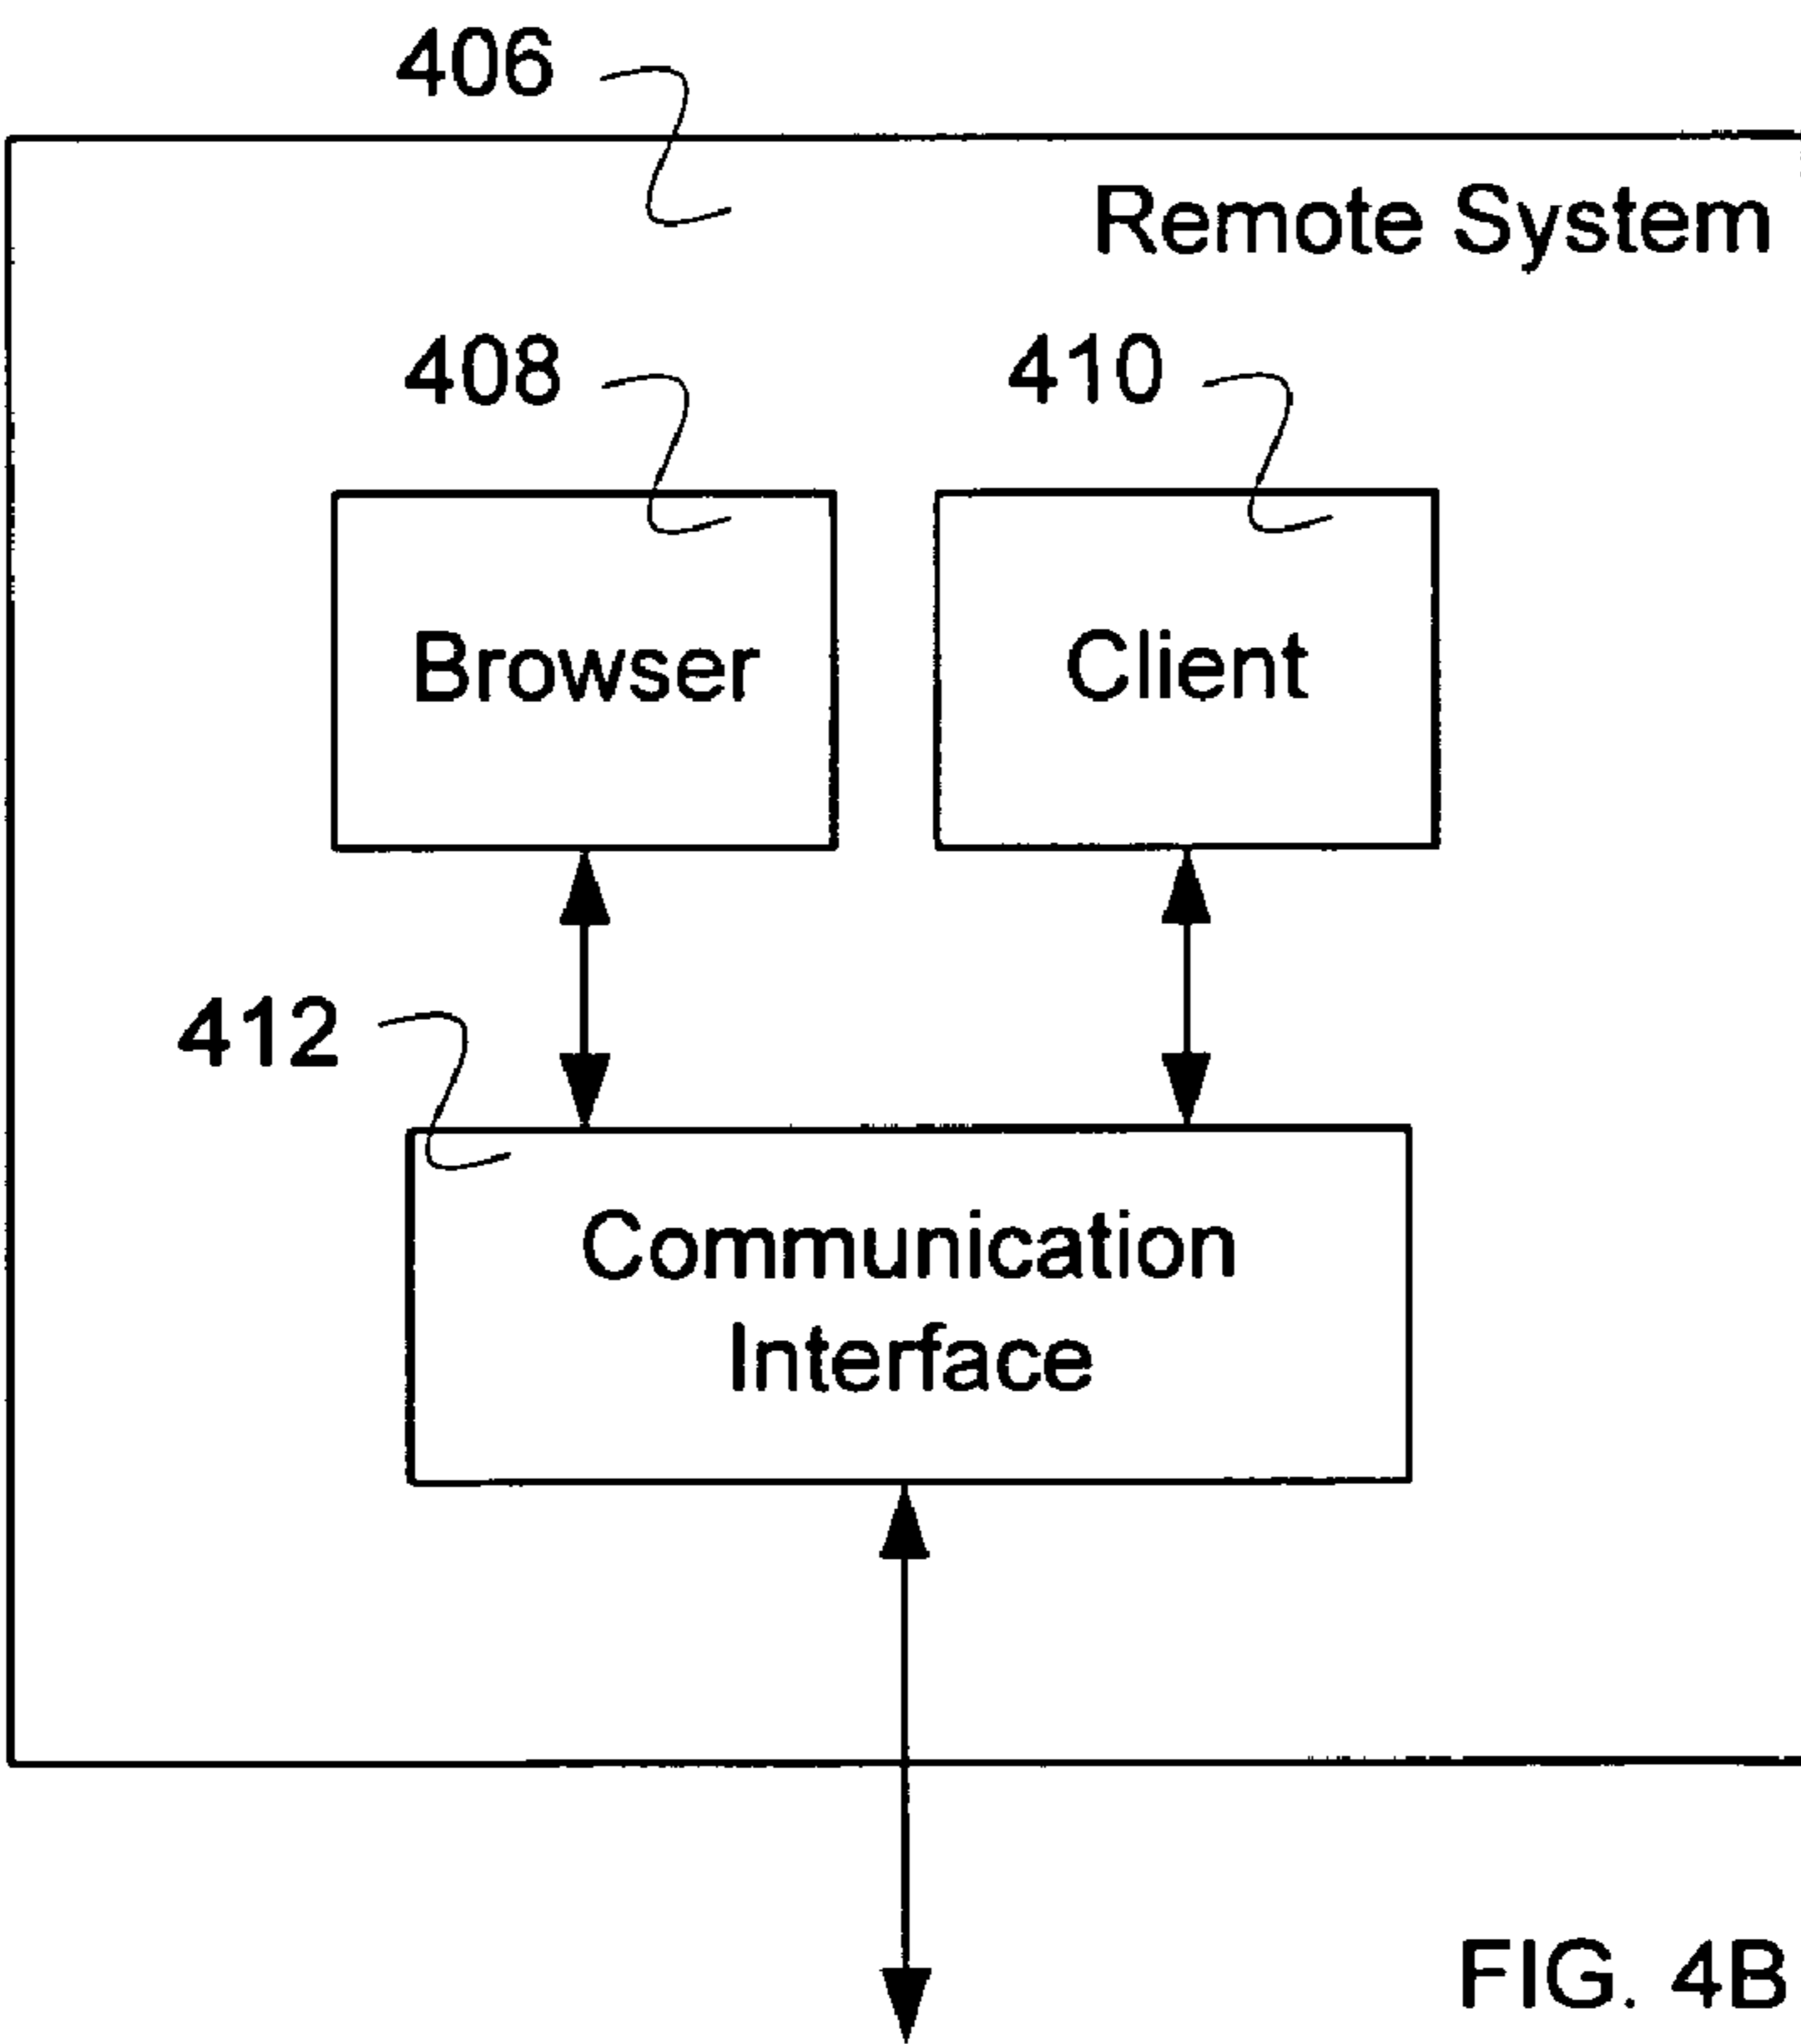 406
Remote System
408
410
Browser
Client
412
Communication
Interface
FIG. 4B